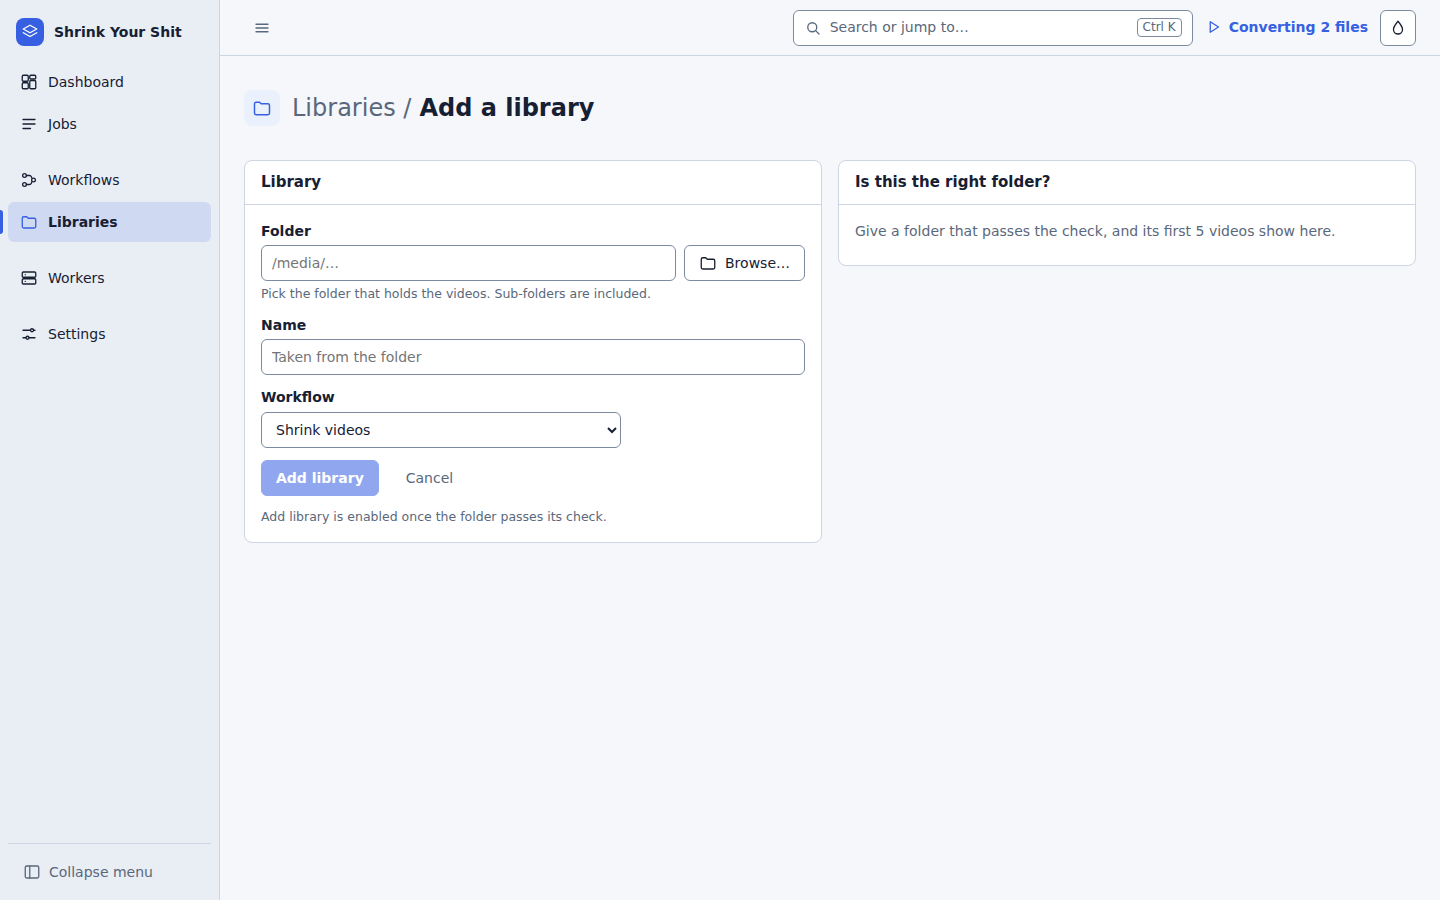 Shrink Your Shit
Dashboard
Jobs
Workflows
Libraries
Workers
Settings
Collapse menu
Search or jump to…
Ctrl K
Converting 2 files
Libraries / Add a library
Library
Folder
/media/…
Browse…
Pick the folder that holds the videos. Sub-folders are included.
Name
Taken from the folder
Workflow
Shrink videos
Add library
Cancel
Add library is enabled once the folder passes its check.
Is this the right folder?
Give a folder that passes the check, and its first 5 videos show here.